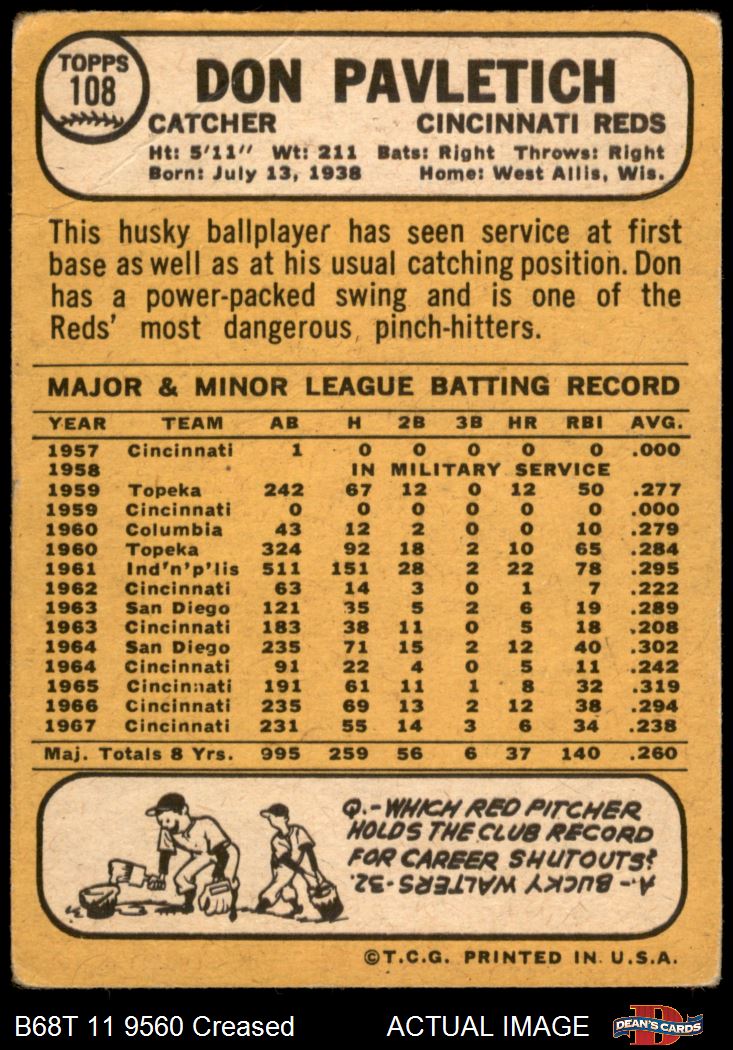 TOPPS
108
DON PAVLETICH
CATCHER CINCINNATI REDS
Ht: 5'11" Wt: 211 Bats: Right Throws: Right
Born: July 13, 1938 Home: West Allis, Wis.
This husky ballplayer has seen service at first
base as well as at his usual catching position. Don
has a power-packed swing and is one of the
Reds' most dangerous pinch-hitters.
MAJOR & MINOR LEAGUE BATTING RECORD
YEAR TEAM AB H 2B 3B HR RBI AVG.
1957 Cincinnati 1 0 0 0 0 0 .000
1958 IN MILITARY SERVICE
1959 Topeka 242 67 12 0 12 50 .277
1959 Cincinnati 0 0 0 0 0 0 .000
1960 Columbia 43 12 2 0 0 10 .279
1960 Topeka 324 92 18 2 10 65 .284
1961 Ind'n'p'lis 511 151 28 2 22 78 .295
1962 Cincinnati 63 14 3 0 1 7 .222
1963 San Diego 121 35 5 2 6 19 .289
1963 Cincinnati 183 38 11 0 5 18 .208
1964 San Diego 235 71 15 2 12 40 .302
1964 Cincinnati 91 22 4 0 5 11 .242
1965 Cincinnati 191 61 11 1 8 32 .319
1966 Cincinnati 235 69 13 2 12 38 .294
1967 Cincinnati 231 55 14 3 6 34 .238
Maj. Totals 8 Yrs. 995 259 56 6 37 140 .260
Q.-WHICH RED PITCHER
HOLDS THE CLUB RECORD
FOR CAREER SHUTOUTS?
A.-BUCKY WALTERS-32.
©T.C.G. PRINTED IN U.S.A.
B68T 11 9560 Creased ACTUAL IMAGE
DEAN'S CARDS